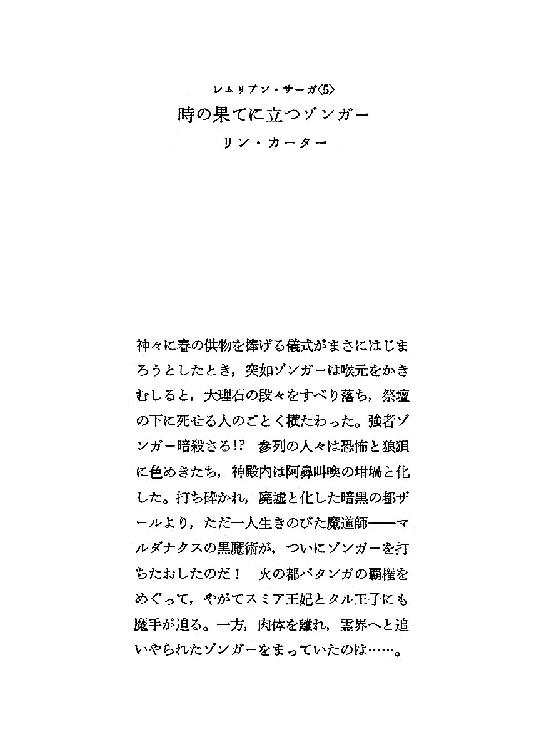 レムリアン・サーガ〈5〉
時の果てに立つゾンガー
リン・カーター
神々に春の供物を捧げる儀式がまさにはじま
ろうとしたとき，突如ゾンガーは喉元をかき
むしると，大理石の段々をすべり落ち，祭壇
の下に死せる人のごとく横たわった。強者ゾ
ンガー暗殺さる!?　参列の人々は恐怖と狼狽
に色めきたち，神殿内は阿鼻叫喚の坩堝と化
した。打ち砕かれ，廃墟と化した暗黒の都ザ
ールより，ただ一人生きのびた魔道師――マ
ルダナクスの黒魔術が，ついにゾンガーを打
ちたおしたのだ！　火の都パタンガの覇権を
めぐって，やがてスミア王妃とタル王子にも
魔手が迫る。一方，肉体を離れ，霊界へと追
いやられたゾンガーをまっていたのは……。